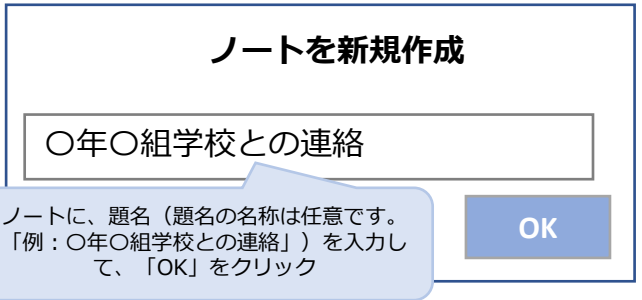 ノートを新規作成
〇年〇組学校との連絡
ノートに、題名（題名の名称は任意です。
「例：〇年〇組学校との連絡」）を入力し
て、「OK」をクリック
OK